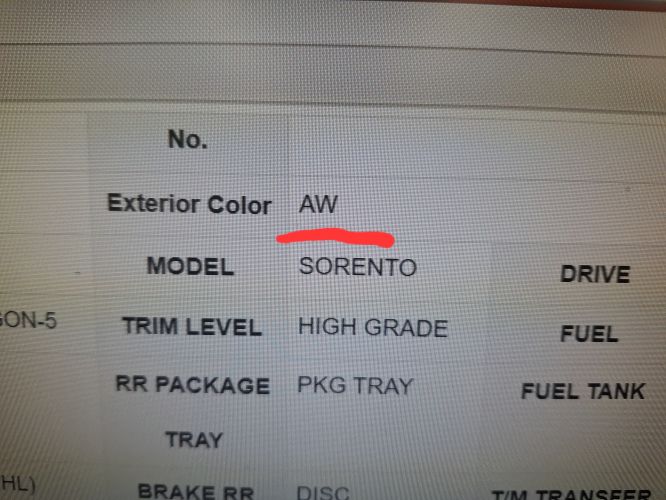 No.
Exterior Color AW
MODEL SORENTO DRIVE
ON-5 TRIM LEVEL HIGH GRADE FUEL
RR PACKAGE PKG TRAY FUEL TANK
TRAY
HL) BRAKE RR DISC T/M TRANSFER